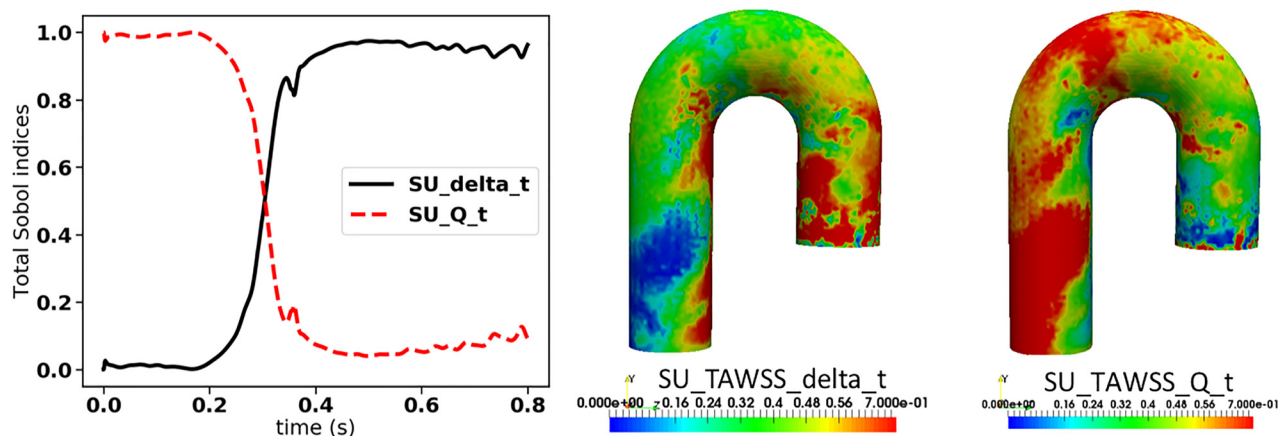 1.0
0.8
0.6
0.4
0.2
0.0
Total Sobol indices
SU_delta_t
SU_Q_t
0.0 0.2 0.4 0.6 0.8
time (s)
Y
Z
SU_TAWSS_delta_t
0.000e+00 0.16 0.24 0.32 0.4 0.48 0.56 7.000e-01
Y
SU_TAWSS_Q_t
0.000e+00 0.16 0.24 0.32 0.4 0.48 0.56 7.000e-01